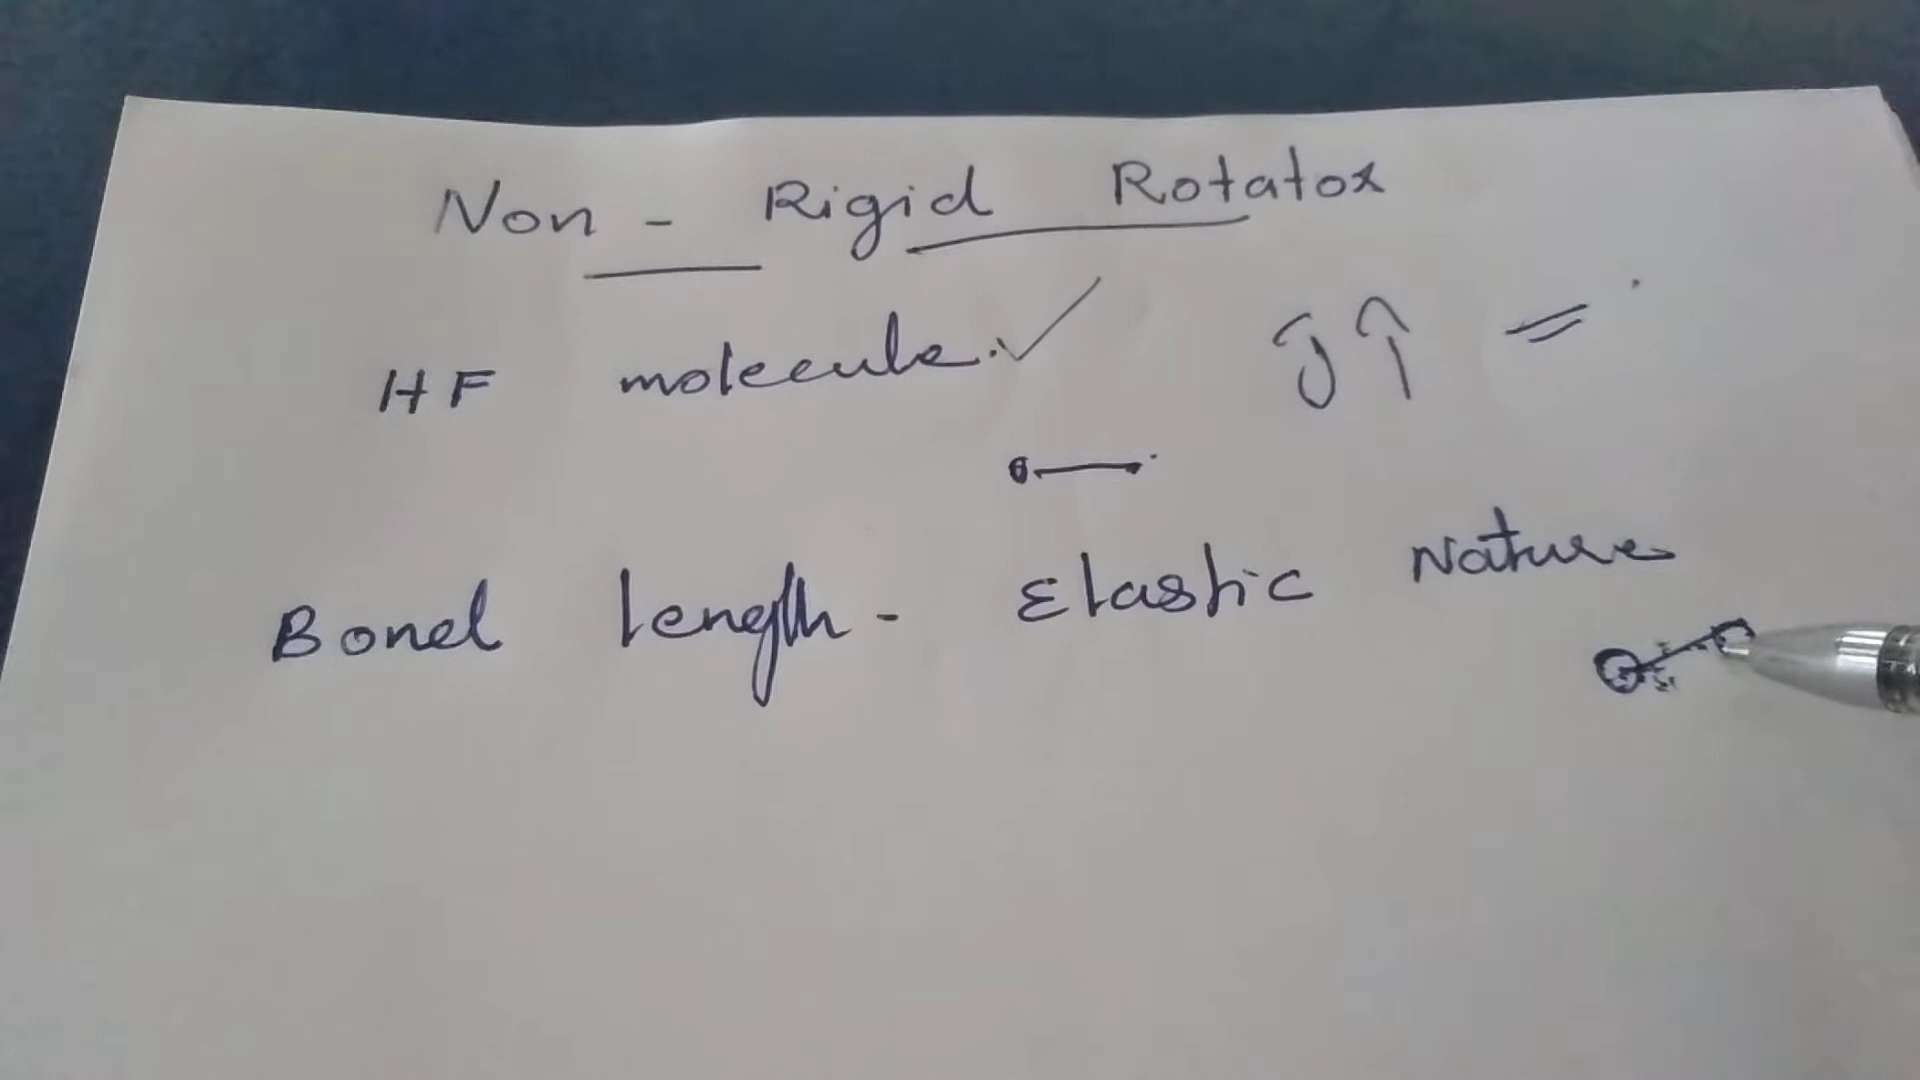 Non - Rigid Rotator
HF molecule. ✓ J↑ =
Bond length - Elastic Nature